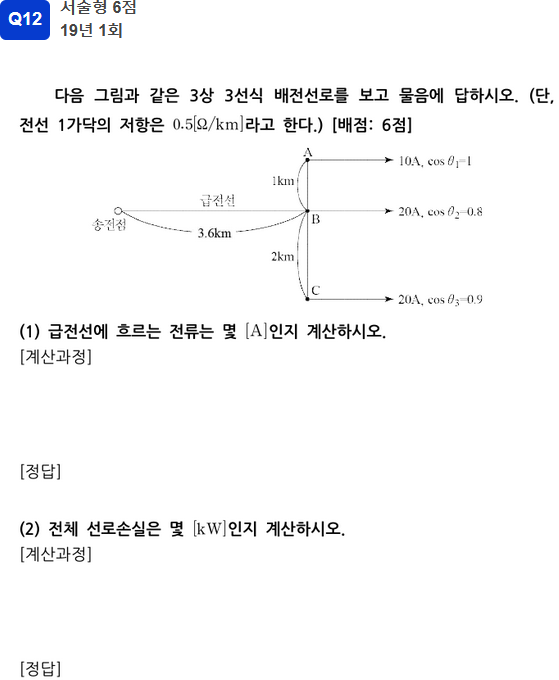 Q12
서술형 6점
19년 1회
다음 그림과 같은 3상 3선식 배전선로를 보고 물음에 답하시오. (단,
전선 1가닥의 저항은 0.5[Ω/km]라고 한다.) [배점: 6점]
A
10A, cos θ₁=1
1km
급전선
B
20A, cos θ₂=0.8
송전점
3.6km
2km
C
20A, cos θ₃=0.9
(1) 급전선에 흐르는 전류는 몇 [A]인지 계산하시오.
[계산과정]
[정답]
(2) 전체 선로손실은 몇 [kW]인지 계산하시오.
[계산과정]
[정답]